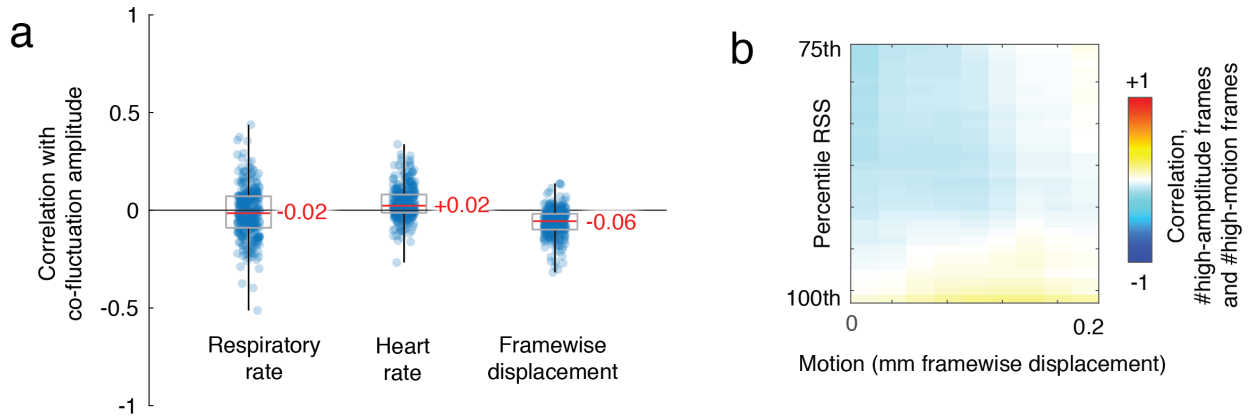 a
1
0.5
0
-0.5
-1
Correlation with
co-fluctuation amplitude
-0.02
+0.02
-0.06
Respiratory
rate
Heart
rate
Framewise
displacement
b
75th
100th
Percentile RSS
0
0.2
Motion (mm framewise displacement)
+1
-1
Correlation,
#high-amplitude frames
and #high-motion frames